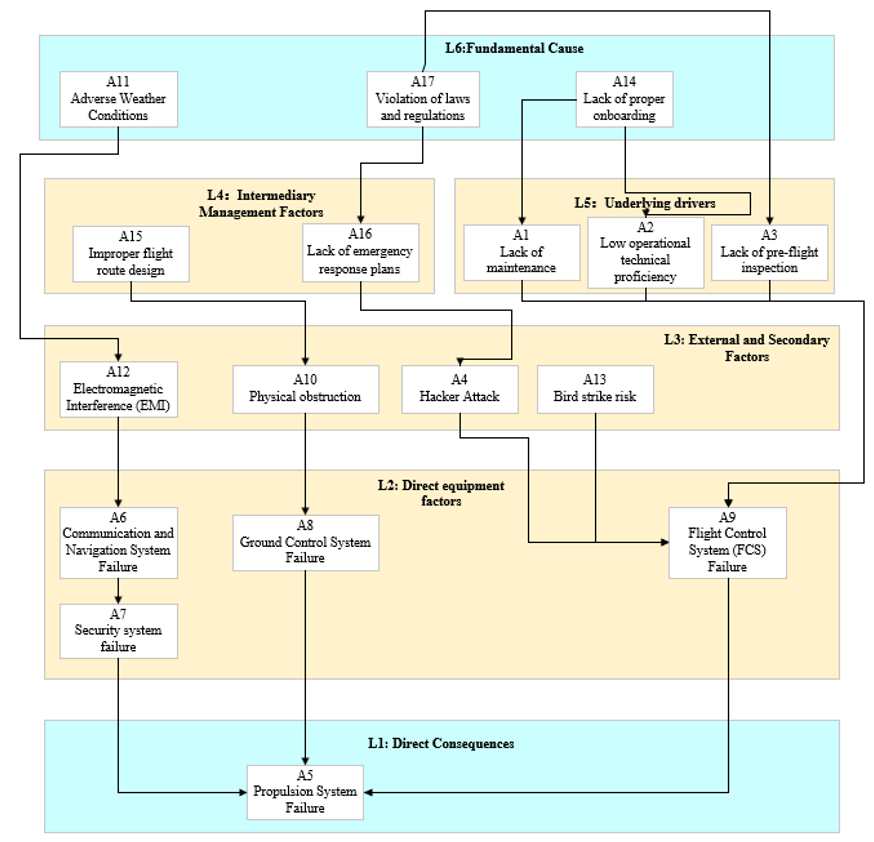 L6:Fundamental Cause
A11
Adverse Weather
Conditions
A17
Violation of laws
and regulations
A14
Lack of proper
onboarding
L4:  Intermediary
Management Factors
A15
Improper flight
route design
A16
Lack of emergency
response plans
L5:  Underlying drivers
A1
Lack of
maintenance
A2
Low operational
technical
proficiency
A3
Lack of pre-flight
inspection
L3: External and Secondary
Factors
A12
Electromagnetic
Interference (EMI)
A10
Physical obstruction
A4
Hacker Attack
A13
Bird strike risk
L2: Direct equipment
factors
A6
Communication and
Navigation System
Failure
A8
Ground Control System
Failure
A9
Flight Control
System (FCS)
Failure
A7
Security system
failure
L1: Direct Consequences
A5
Propulsion System
Failure